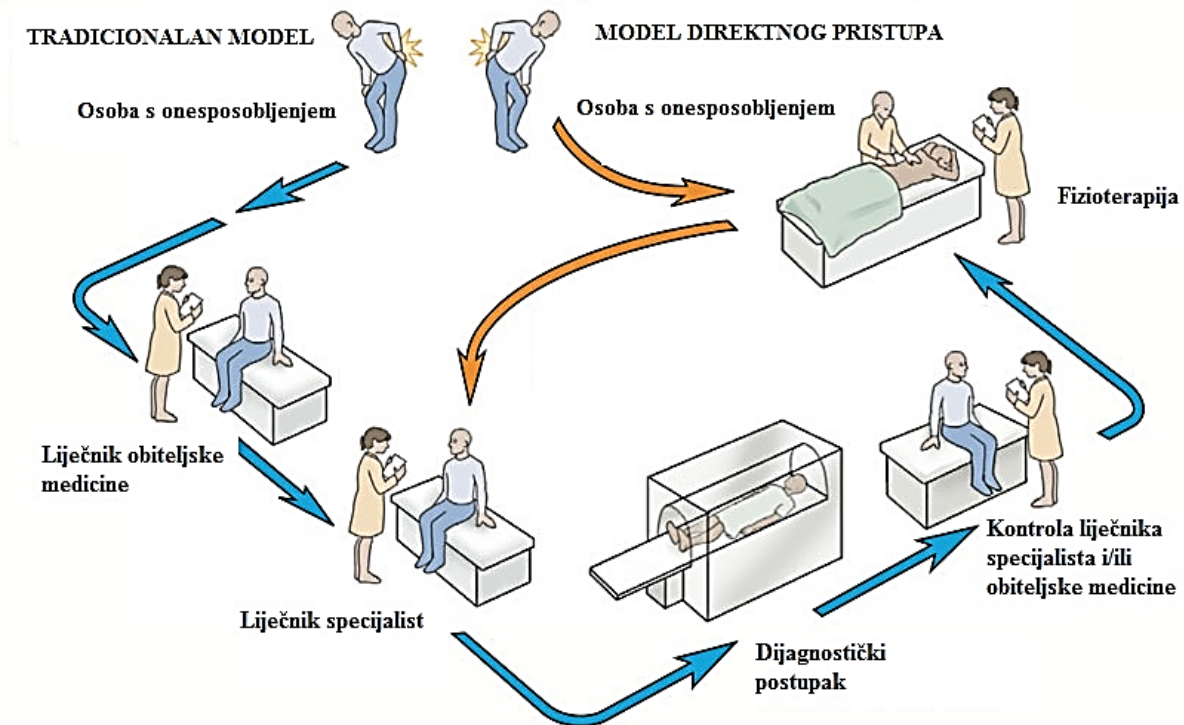 TRADICIONALAN MODEL
MODEL DIREKTNOG PRISTUPA
Osoba s onesposobljenjem
Osoba s onesposobljenjem
Fizioterapija
Liječnik obiteljske
medicine
Liječnik specijalist
Dijagnostički
postupak
Kontrola liječnika
specijalista i/ili
obiteljske medicine